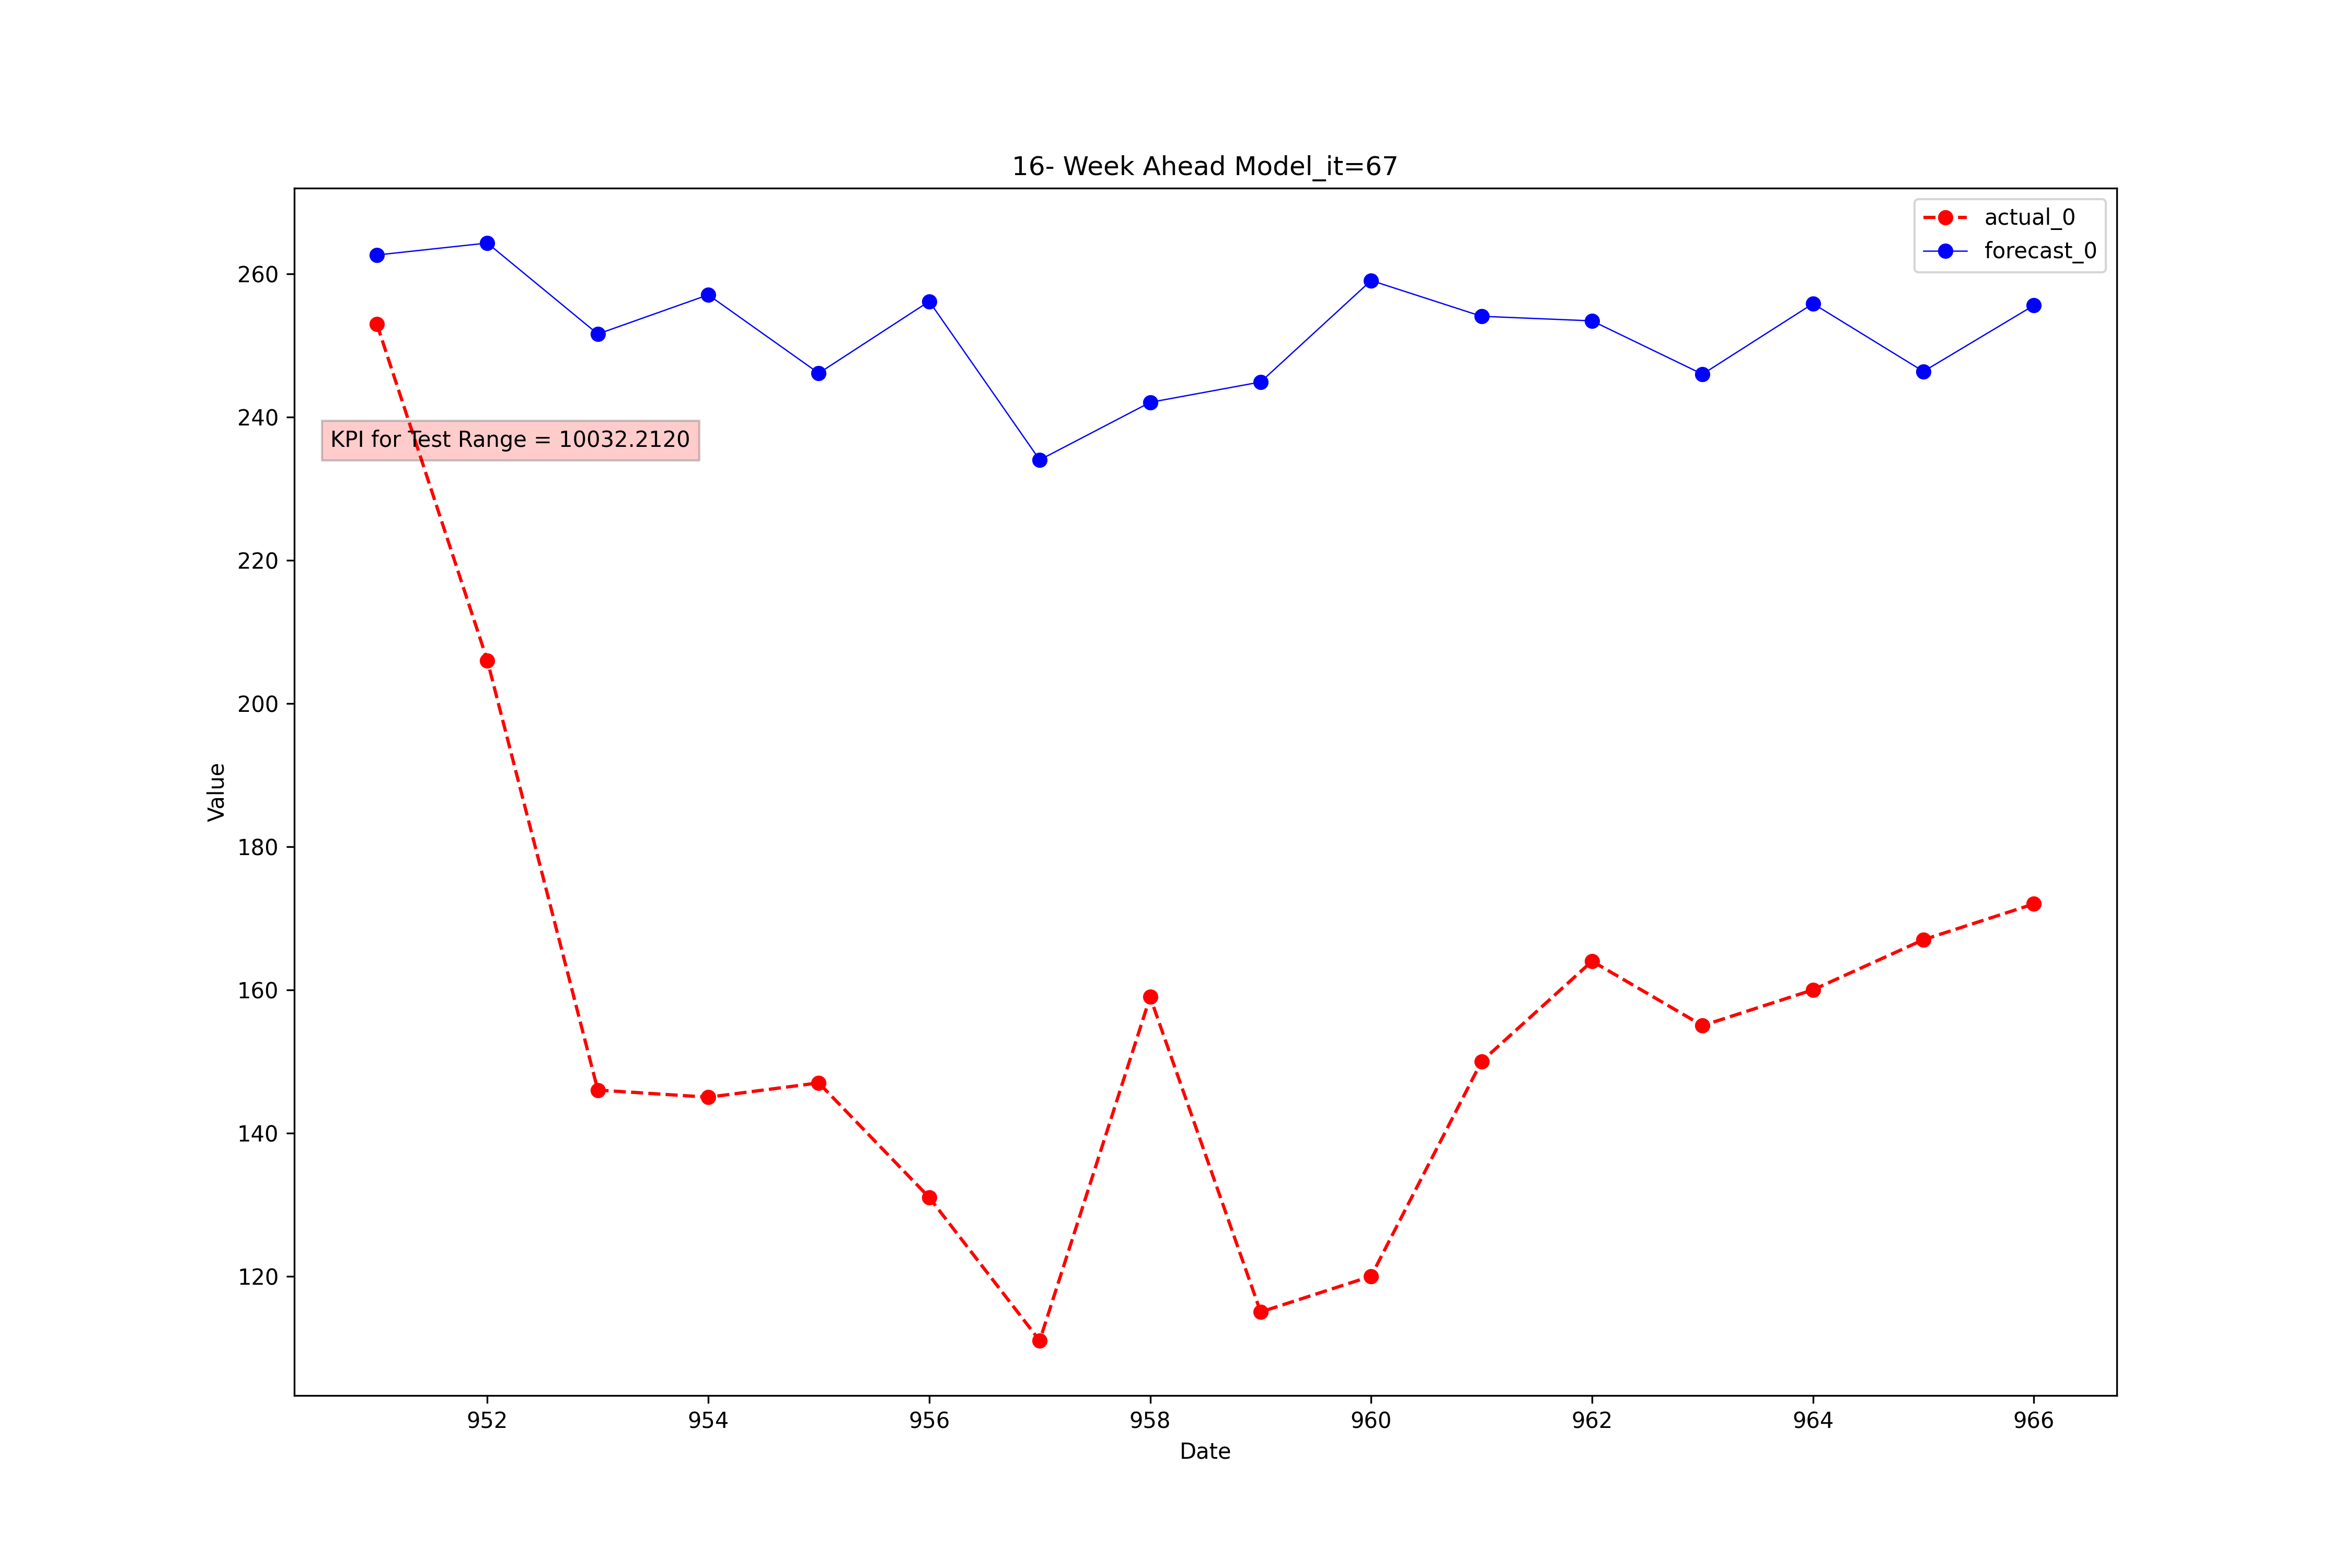 16- Week Ahead Model_it=67
actual_0
forecast_0
KPI for Test Range = 10032.2120
Value
260
240
220
200
180
160
140
120
952 954 956 958 960 962 964 966
Date